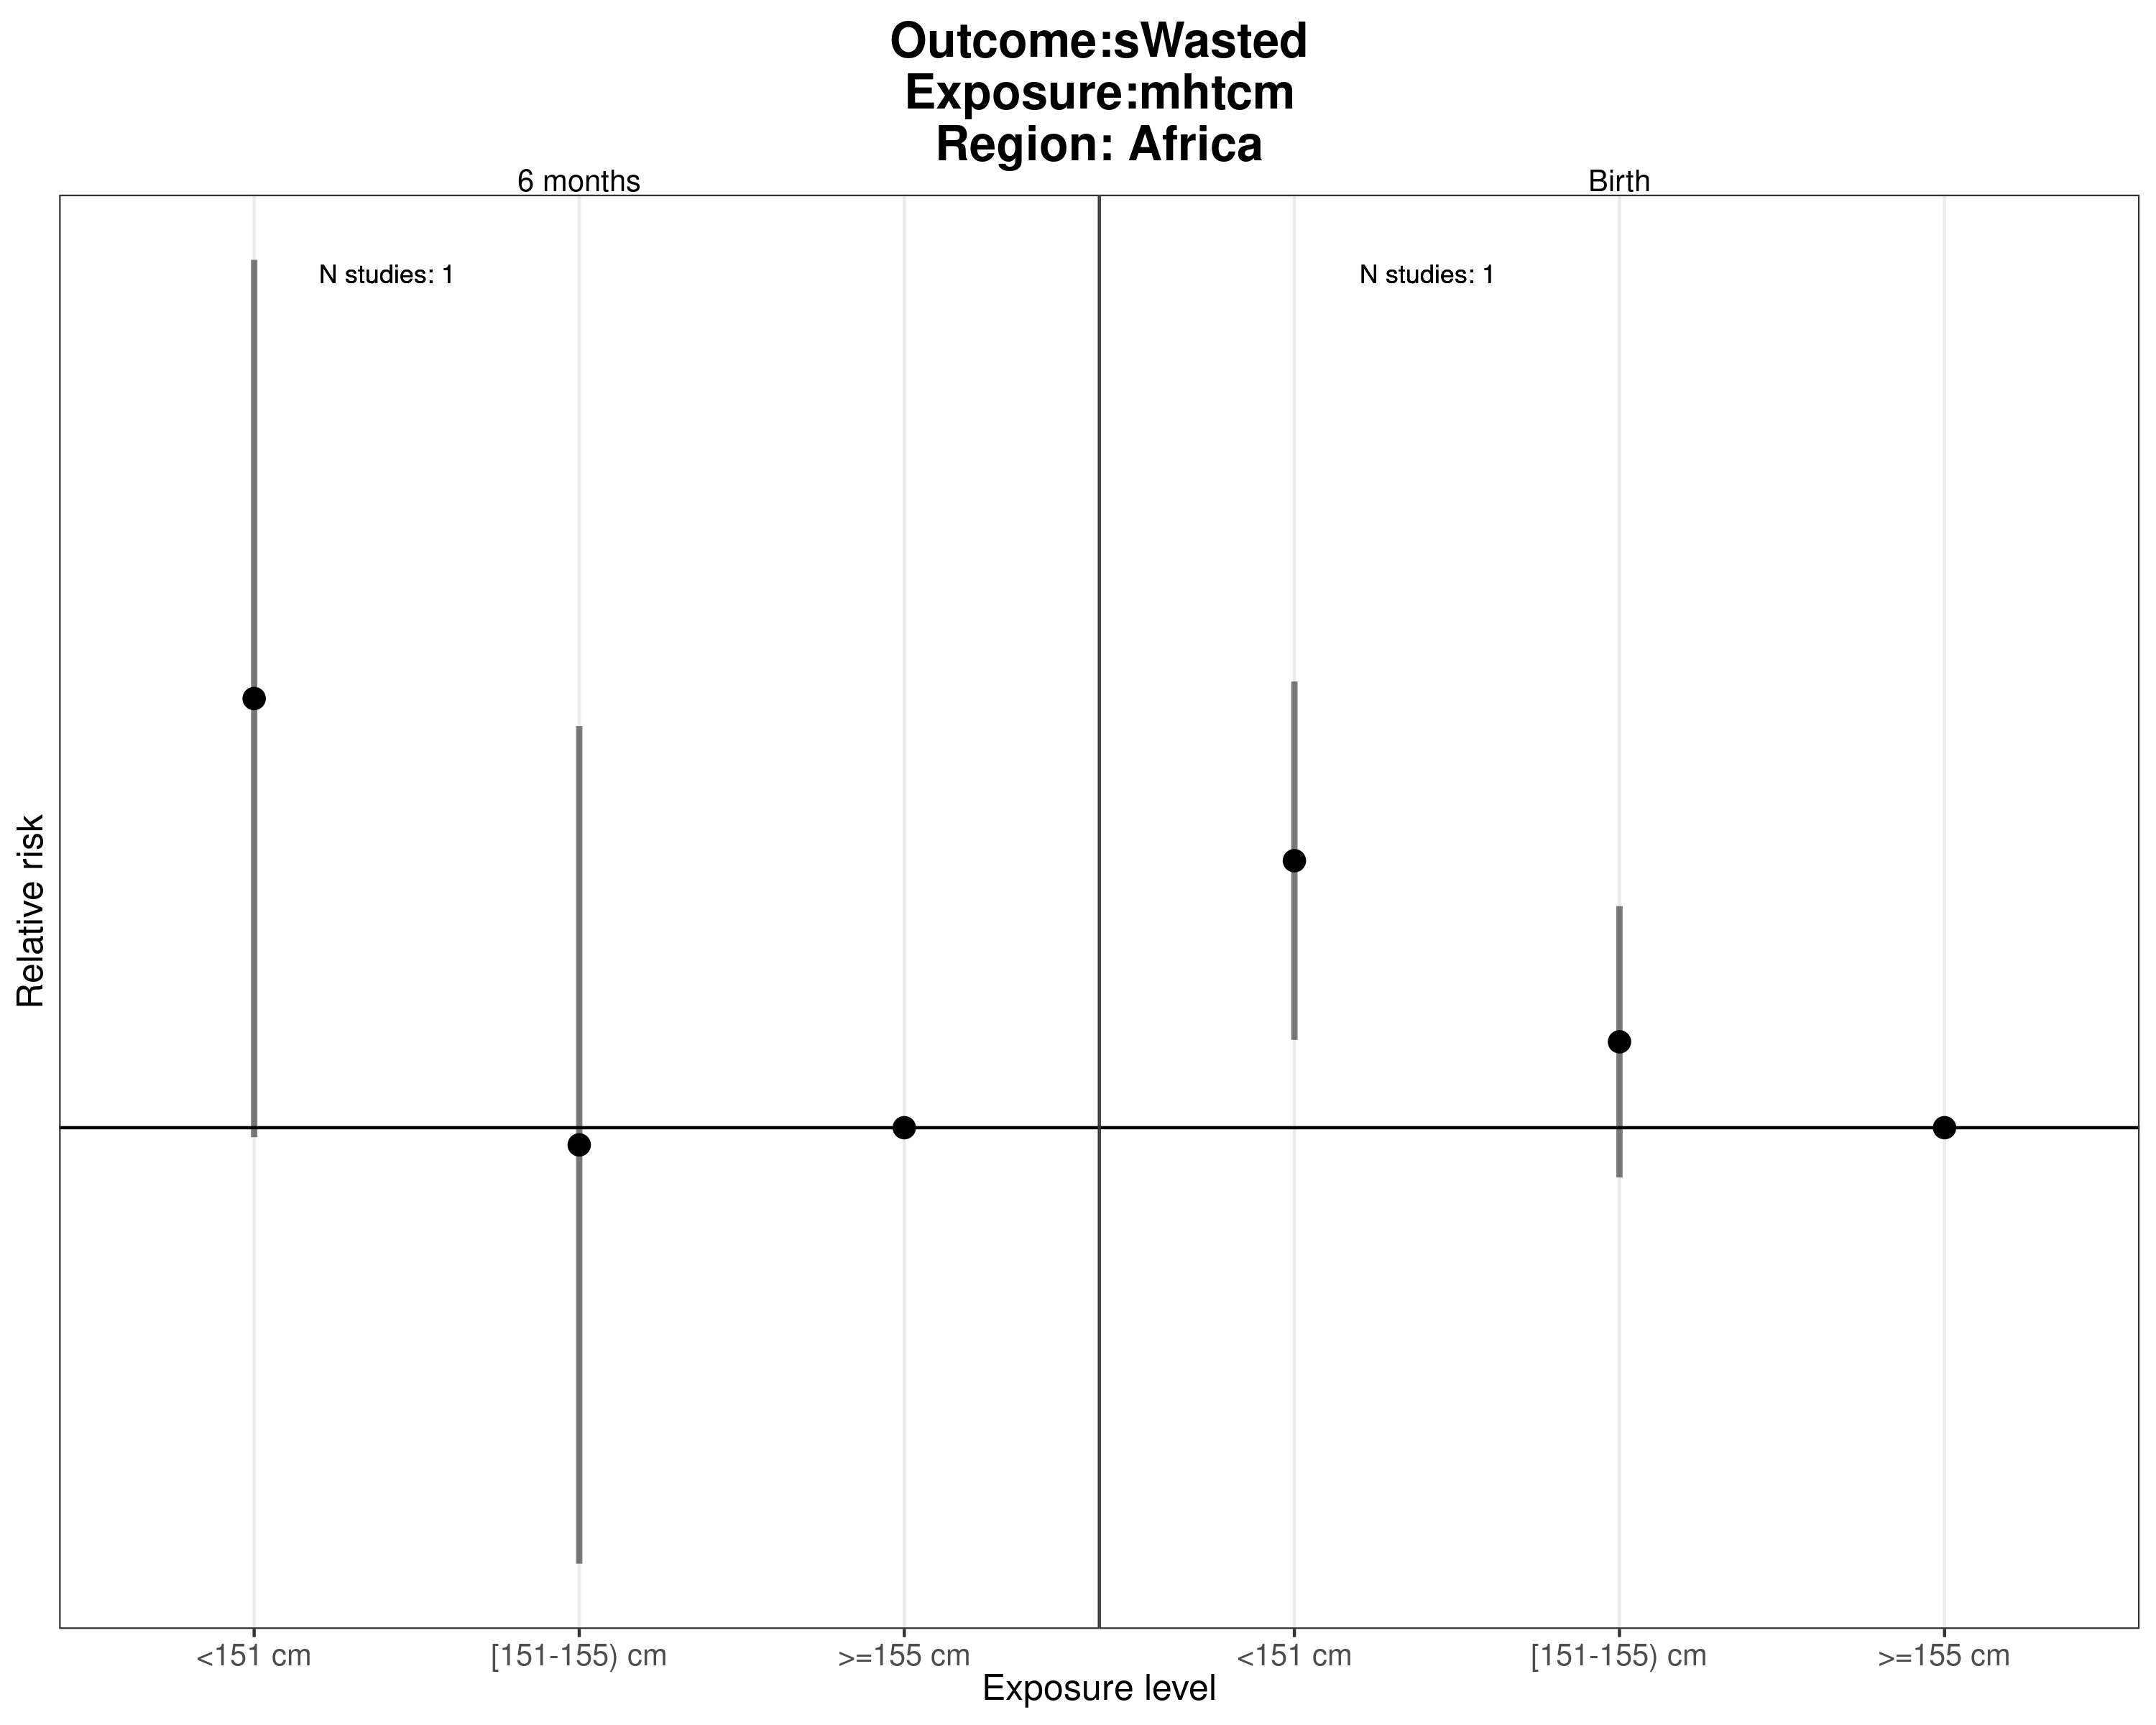 Outcome:sWasted
Exposure:mhtcm
Region: Africa
6 months
Birth
N studies: 1
N studies: 1
Relative risk
<151 cm
[151-155) cm
>=155 cm
<151 cm
[151-155) cm
>=155 cm
Exposure level